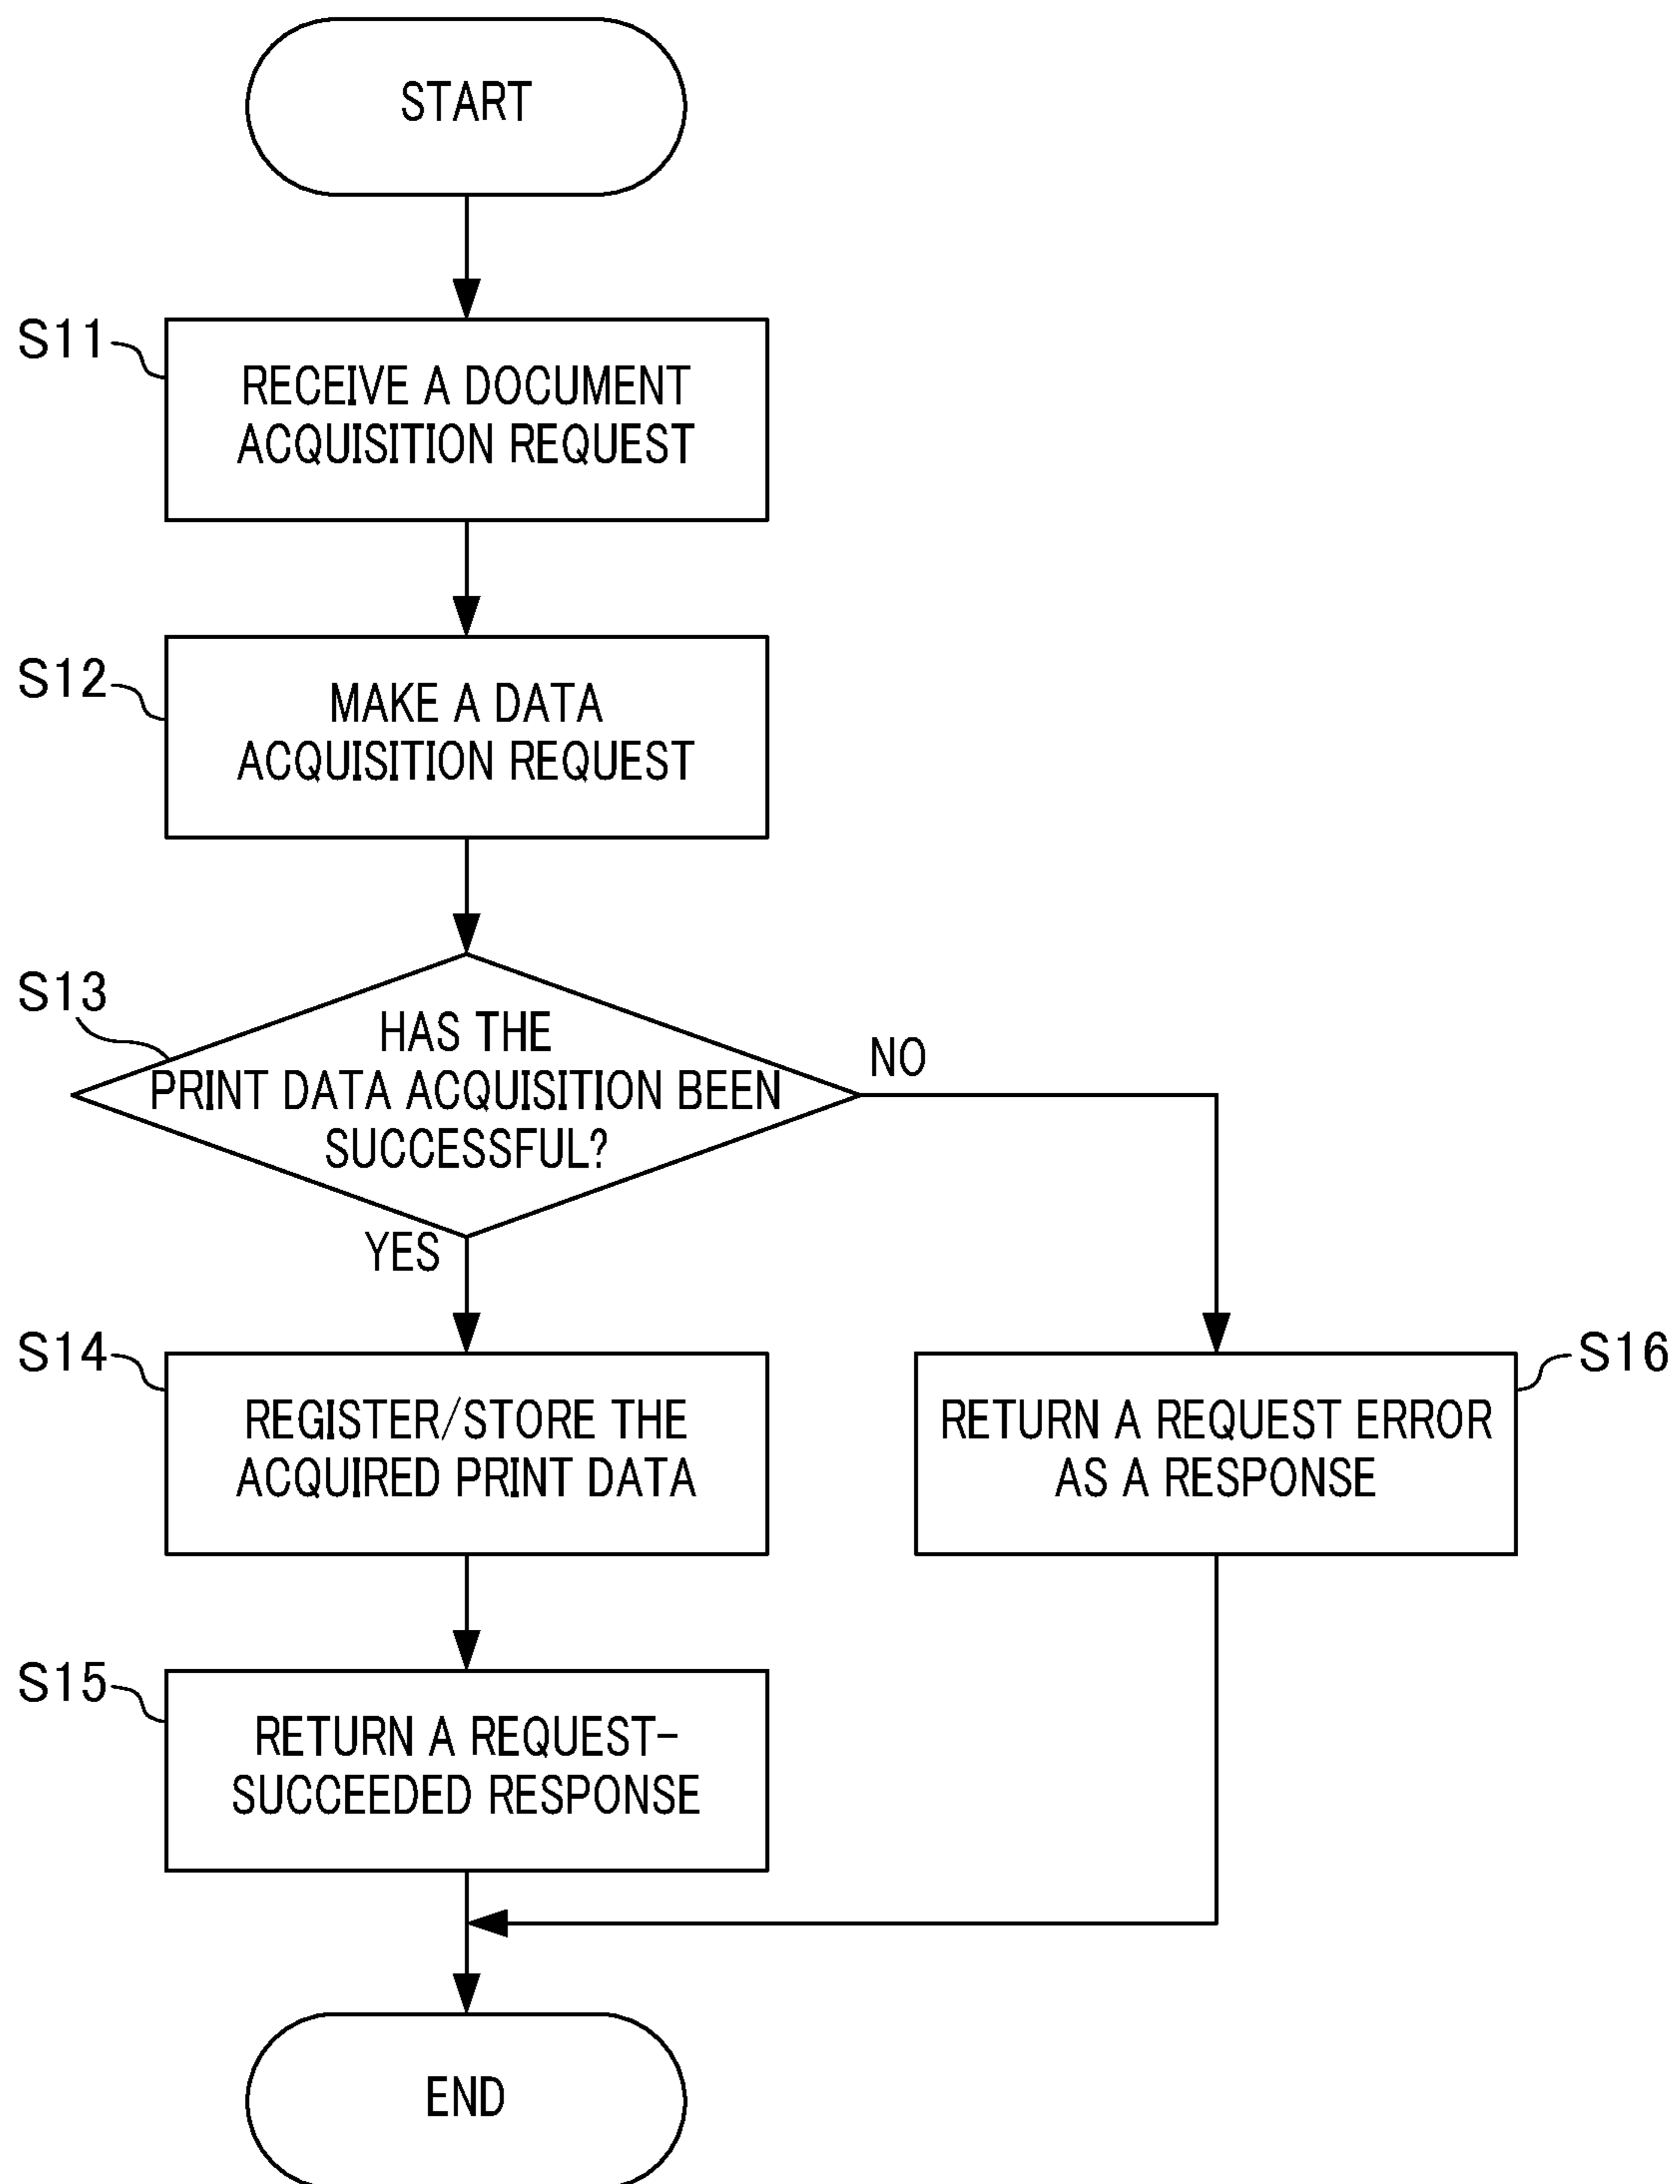 START
S11
RECEIVE A DOCUMENT
ACQUISITION REQUEST
S12
MAKE A DATA
ACQUISITION REQUEST
S13
HAS THE
PRINT DATA ACQUISITION BEEN
SUCCESSFUL?
NO
YES
S14
REGISTER/STORE THE
ACQUIRED PRINT DATA
S16
RETURN A REQUEST ERROR
AS A RESPONSE
S15
RETURN A REQUEST-
SUCCEEDED RESPONSE
END